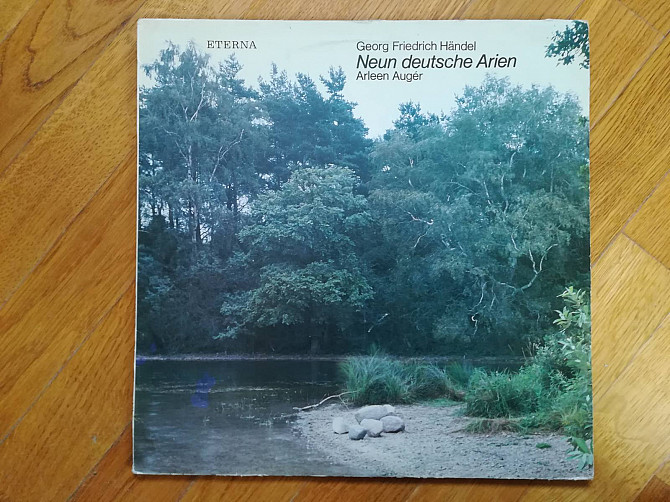 ETERNA
Georg Friedrich Händel
Neun deutsche Arien
Arleen Augér